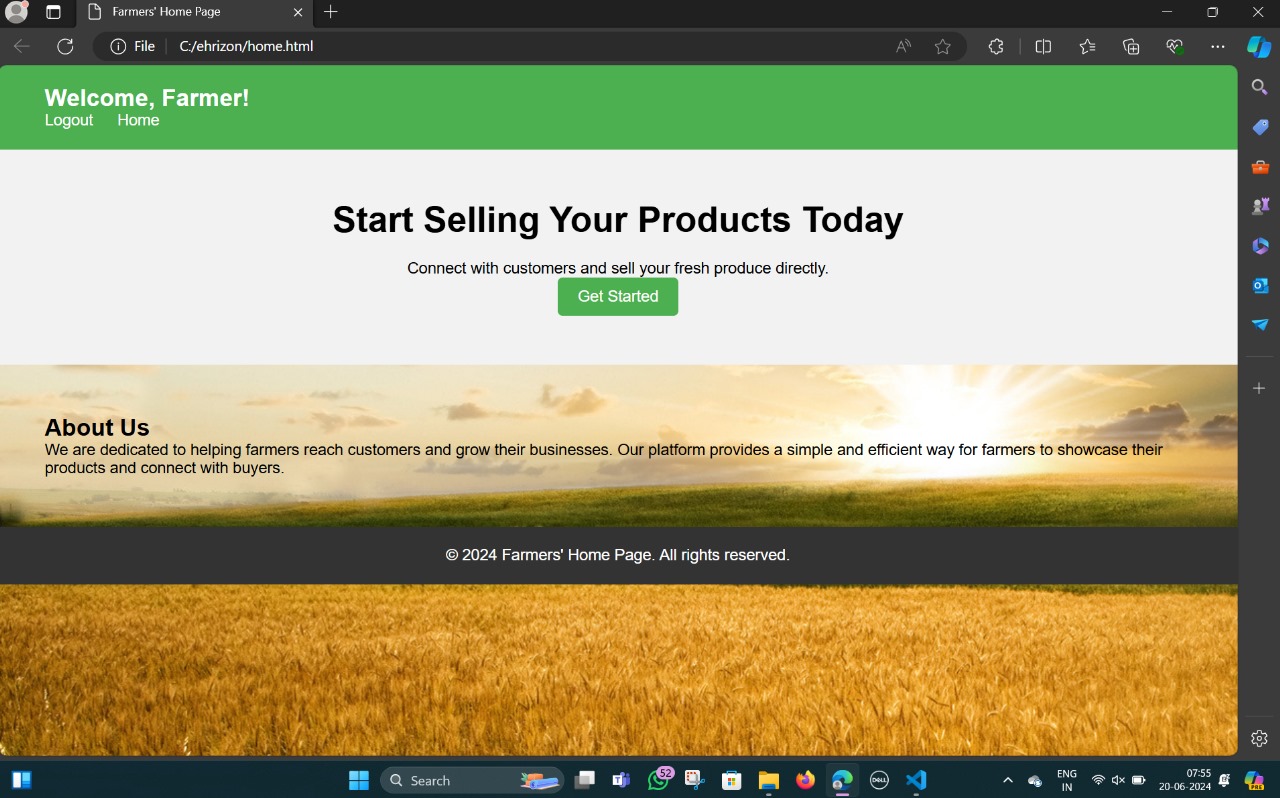 Farmers' Home Page
File
C:/ehrizon/home.html
Welcome, Farmer!
Logout Home
Start Selling Your Products Today
Connect with customers and sell your fresh produce directly.
Get Started
About Us
We are dedicated to helping farmers reach customers and grow their businesses. Our platform provides a simple and efficient way for farmers to showcase their
products and connect with buyers.
© 2024 Farmers' Home Page. All rights reserved.
Search
52
DELL
ENG
IN
07:55
20-06-2024
PRE